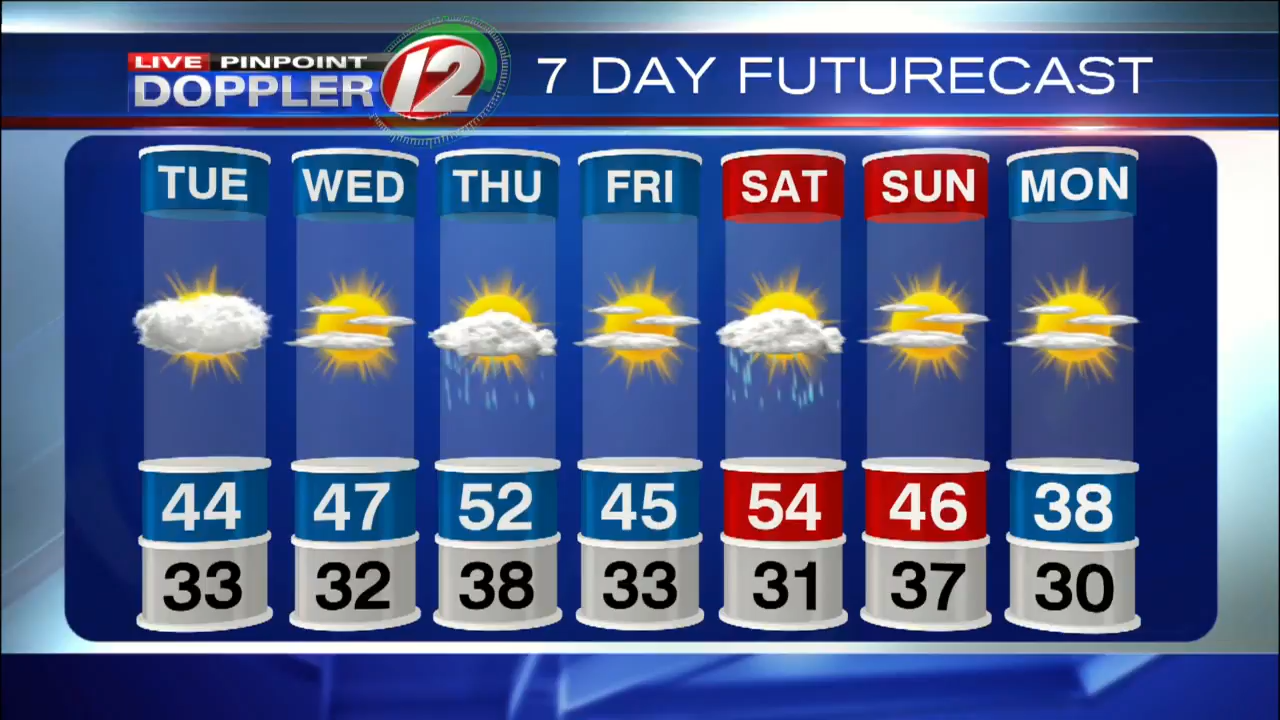 LIVE PINPOINT
DOPPLER 12
7 DAY FUTURECAST
TUE WED THU FRI SAT SUN MON
44 47 52 45 54 46 38
33 32 38 33 31 37 30